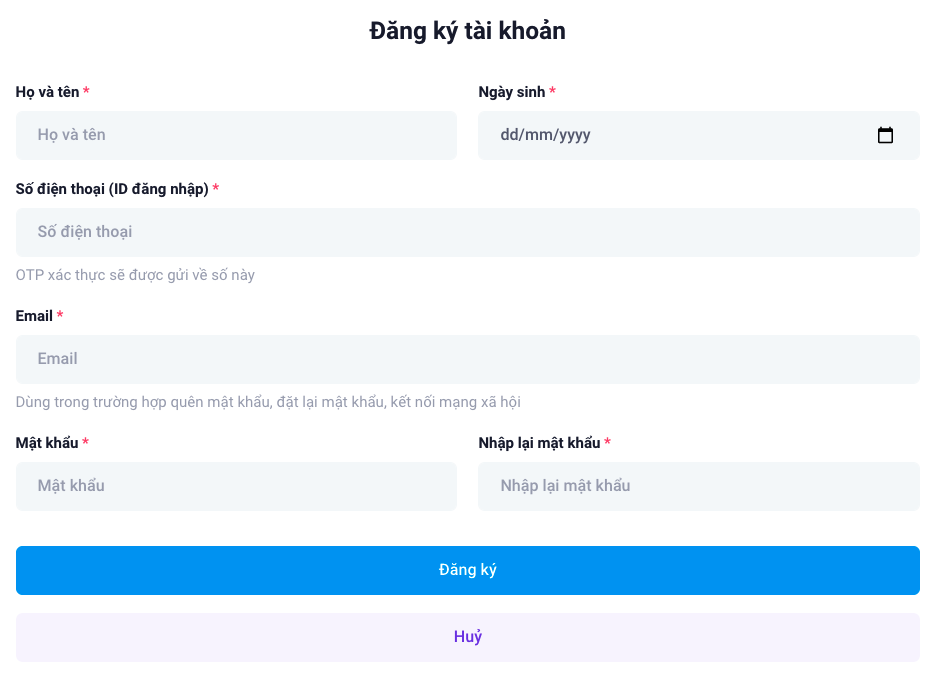 Đăng ký tài khoản
Họ và tên *
Ngày sinh *
Họ và tên
dd/mm/yyyy
Số điện thoại (ID đăng nhập) *
Số điện thoại
OTP xác thực sẽ được gửi về số này
Email *
Email
Dùng trong trường hợp quên mật khẩu, đặt lại mật khẩu, kết nối mạng xã hội
Mật khẩu *
Nhập lại mật khẩu *
Mật khẩu
Nhập lại mật khẩu
Đăng ký
Huỷ